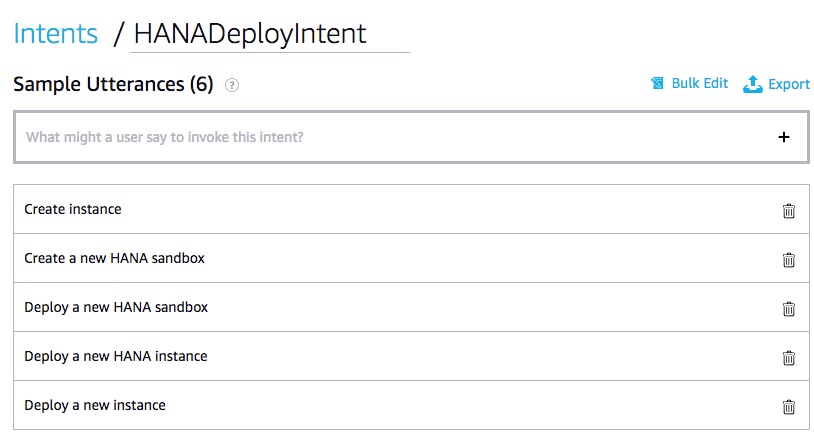 Intents / HANADeployIntent
Sample Utterances (6) ?
Bulk Edit Export
What might a user say to invoke this intent? +
Create instance
Create a new HANA sandbox
Deploy a new HANA sandbox
Deploy a new HANA instance
Deploy a new instance